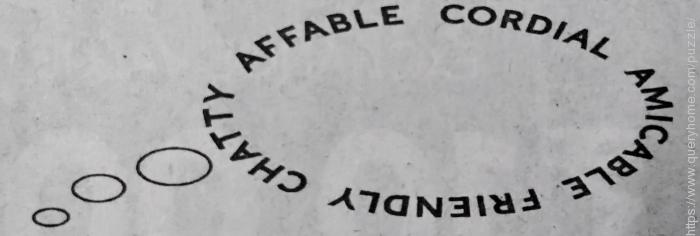 CHATTY AFFABLE CORDIAL AMICABLE FRIENDLY
https://www.queryhome.com/puzzle/